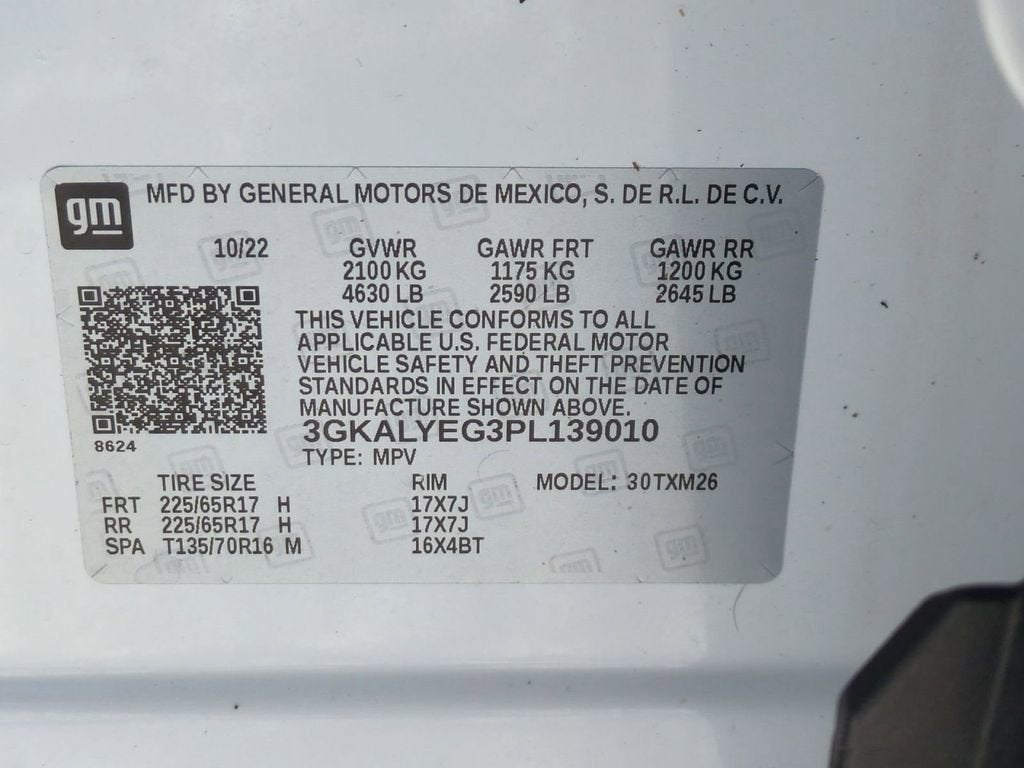 gm
MFD BY GENERAL MOTORS DE MEXICO, S. DE R.L. DE C.V.
10/22 GVWR GAWR FRT GAWR RR
2100 KG 1175 KG 1200 KG
4630 LB 2590 LB 2645 LB
THIS VEHICLE CONFORMS TO ALL
APPLICABLE U.S. FEDERAL MOTOR
VEHICLE SAFETY AND THEFT PREVENTION
STANDARDS IN EFFECT ON THE DATE OF
MANUFACTURE SHOWN ABOVE.
8624
3GKALYEG3PL139010
TYPE: MPV
TIRE SIZE RIM MODEL: 30TXM26
FRT 225/65R17 H 17X7J
RR 225/65R17 H 17X7J
SPA T135/70R16 M 16X4BT